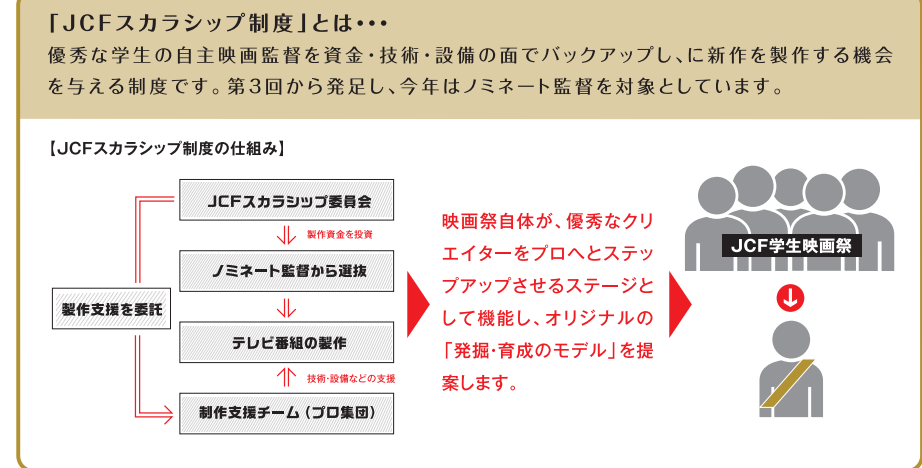 「JCFスカラシップ制度」とは・・・
優秀な学生の自主映画監督を資金・技術・設備の面でバックアップし、に新作を製作する機会
を与える制度です。第3回から発足し、今年はノミネート監督を対象としています。
【JCFスカラシップ制度の仕組み】
JCFスカラシップ委員会
製作資金を投資
ノミネート監督から選抜
製作支援を委託
テレビ番組の製作
技術・設備などの支援
制作支援チーム（プロ集団）
映画祭自体が、優秀なクリ
エイターをプロへとステッ
プアップさせるステージと
して機能し、オリジナルの
「発掘・育成のモデル」を提
案します。
JCF学生映画祭